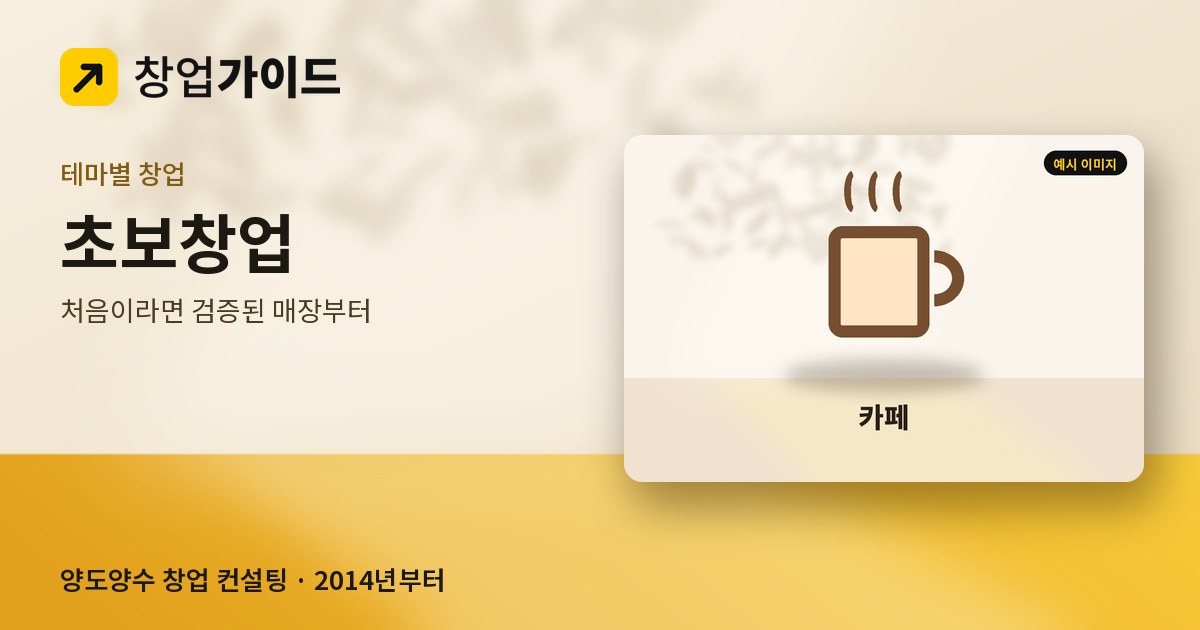 창업가이드
테마별 창업
초보창업
처음이라면 검증된 매장부터
예시 이미지
카페
양도양수 창업 컨설팅 · 2014년부터